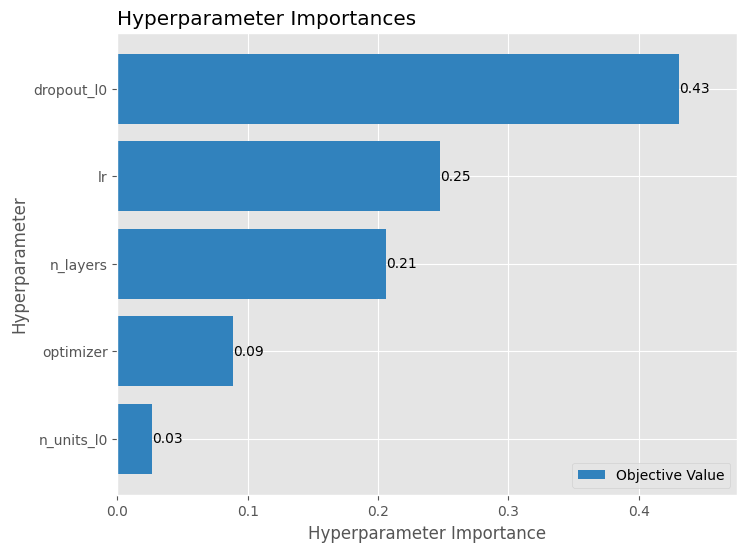 Hyperparameter Importances
Hyperparameter
dropout_l0
0.43
lr
0.25
n_layers
0.21
optimizer
0.09
n_units_l0
0.03
Objective Value
0.0
0.1
0.2
0.3
0.4
Hyperparameter Importance